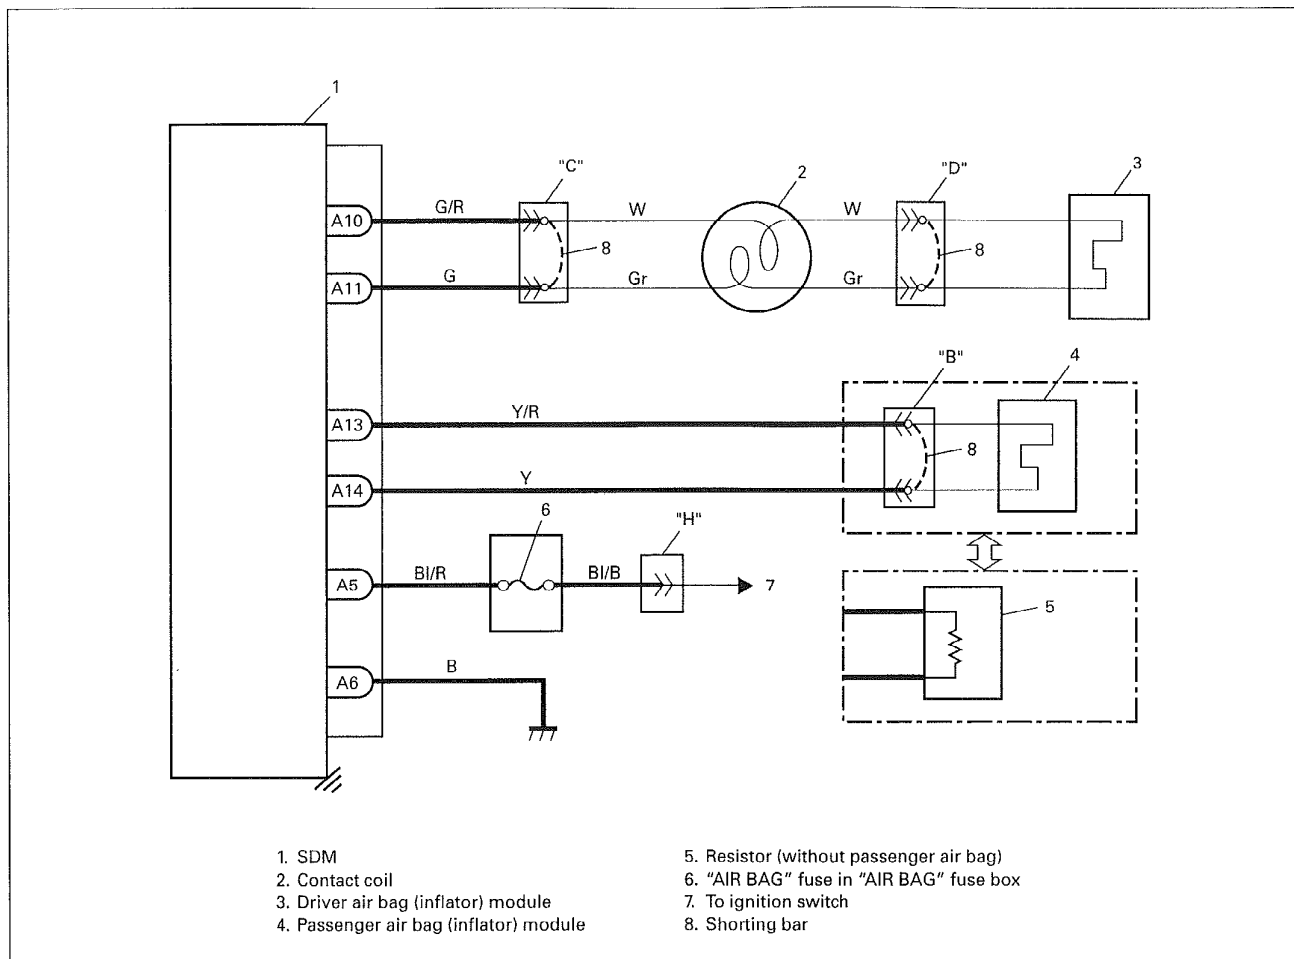 1
"C"
2
"D"
3
A10
G/R
W
W
8
8
A11
G
Gr
Gr
"B"
4
A13
Y/R
8
A14
Y
6
"H"
A5
Bl/R
Bl/B
7
5
A6
B
1. SDM
2. Contact coil
3. Driver air bag (inflator) module
4. Passenger air bag (inflator) module
5. Resistor (without passenger air bag)
6. "AIR BAG" fuse in "AIR BAG" fuse box
7. To ignition switch
8. Shorting bar